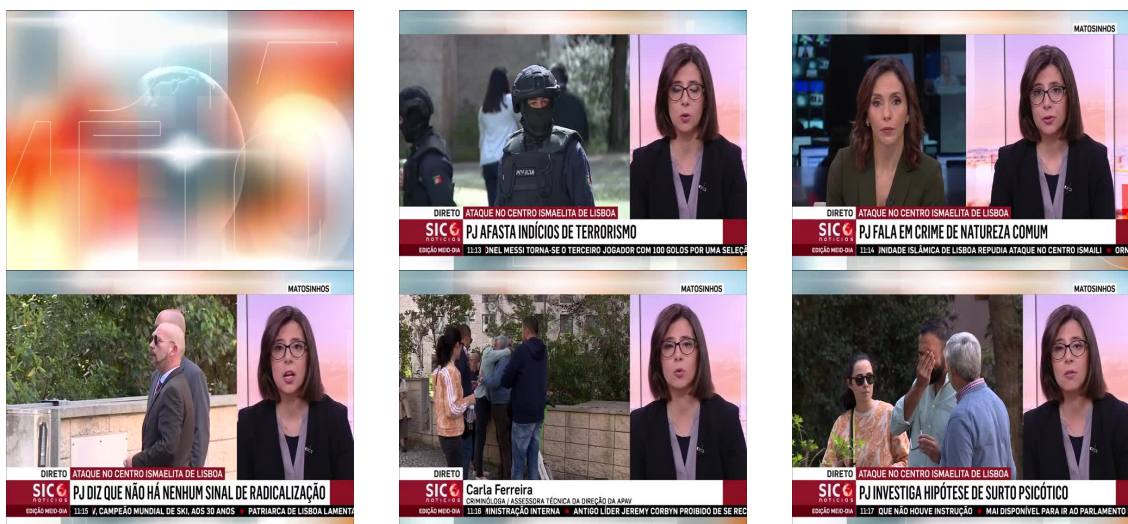 POLÍCIA
DIRETO
ATAQUE NO CENTRO ISMAELITA DE LISBOA
SIC
notícias
PJ AFASTA INDÍCIOS DE TERRORISMO
EDIÇÃO MEIO-DIA
11:13
ONEL MESSI TORNA-SE O TERCEIRO JOGADOR COM 100 GOLOS POR UMA SELEÇÃ
MATOSINHOS
DIRETO
ATAQUE NO CENTRO ISMAELITA DE LISBOA
SIC
notícias
PJ FALA EM CRIME DE NATUREZA COMUM
EDIÇÃO MEIO-DIA
11:14
UNIDADE ISLÂMICA DE LISBOA REPUDIA ATAQUE NO CENTRO ISMAILI
ORN
MATOSINHOS
DIRETO
ATAQUE NO CENTRO ISMAELITA DE LISBOA
SIC
notícias
PJ DIZ QUE NÃO HÁ NENHUM SINAL DE RADICALIZAÇÃO
EDIÇÃO MEIO-DIA
11:15
, CAMPEÃO MUNDIAL DE SKI, AOS 30 ANOS
PATRIARCA DE LISBOA LAMENTA
MATOSINHOS
DIRETO
SIC
notícias
Carla Ferreira
CRIMINÓLOGA / ASSESSORA TÉCNICA DA DIREÇÃO DA APAV
EDIÇÃO MEIO-DIA
11:16
MINISTRAÇÃO INTERNA
ANTIGO LÍDER JEREMY CORBYN PROIBIDO DE SE REC
MATOSINHOS
DIRETO
ATAQUE NO CENTRO ISMAELITA DE LISBOA
SIC
notícias
PJ INVESTIGA HIPÓTESE DE SURTO PSICÓTICO
EDIÇÃO MEIO-DIA
11:17
QUE NÃO HOUVE INSTRUÇÃO
MAI DISPONÍVEL PARA IR AO PARLAMENTO